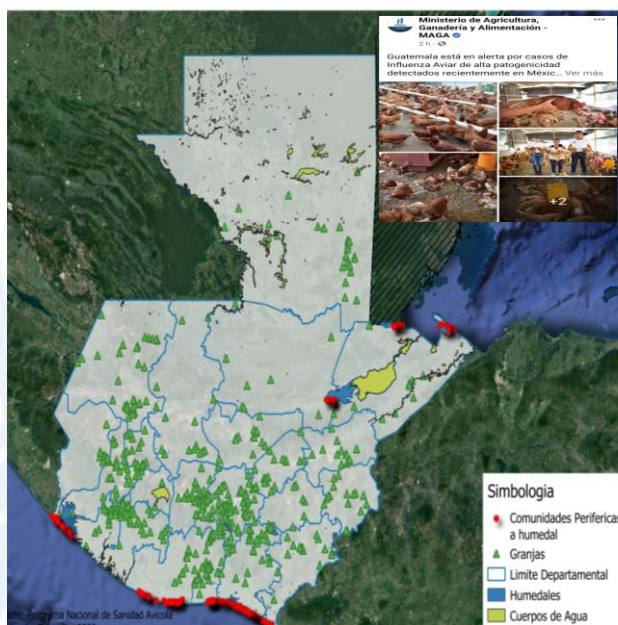 Ministerio de Agricultura,
Ganadería y Alimentación -
MAGA
2 h
Guatemala está en alerta por casos de
Influenza Aviar de alta patogenicidad
detectados recientemente en Méxic... Ver más
+2
Simbologia
Comunidades Perifericas
a humedal
Granjas
Limite Departamental
Humedales
Cuerpos de Agua
Programa Nacional de Sanidad Avicola